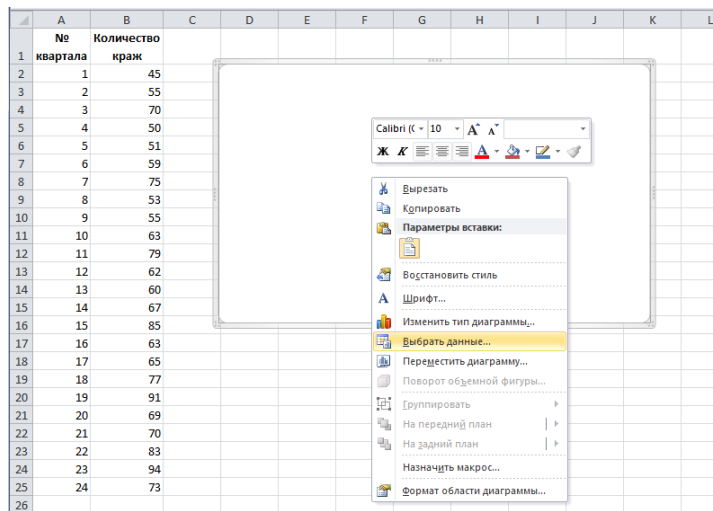 A B C D E F G H I J K L
№ Количество
1 квартала краж
2 1 45
3 2 55
4 3 70
5 4 50
6 5 51
7 6 59
8 7 75
9 8 53
10 9 55
11 10 63
12 11 79
13 12 62
14 13 60
15 14 67
16 15 85
17 16 63
18 17 65
19 18 77
20 19 91
21 20 69
22 21 70
23 22 83
24 23 94
25 24 73
26
Calibri (С 10 A A
Ж К A
Вырезать
Копировать
Параметры вставки:
Восстановить стиль
A Шрифт...
Изменить тип диаграммы...
Выбрать данные...
Переместить диаграмму...
Поворот объемной фигуры...
Группировать
На передний план
На задний план
Назначить макрос...
Формат области диаграммы...